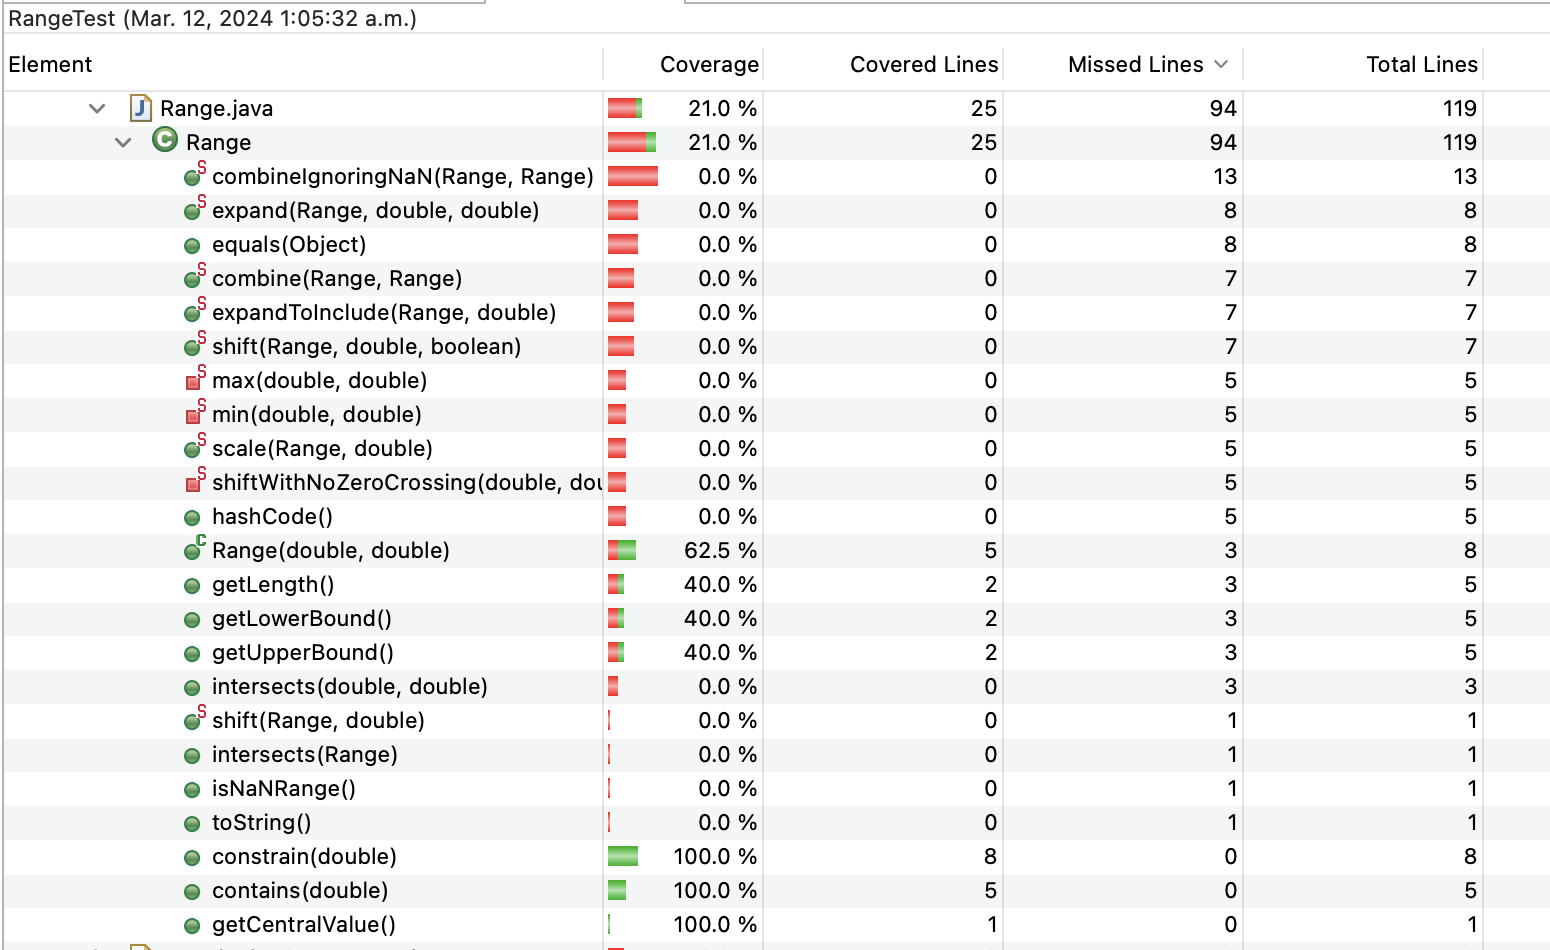 RangeTest (Mar. 12, 2024 1:05:32 a.m.)
Element Coverage Covered Lines Missed Lines Total Lines
J Range.java 21.0 % 25 94 119
C Range 21.0 % 25 94 119
S combineIgnoringNaN(Range, Range) 0.0 % 0 13 13
S expand(Range, double, double) 0.0 % 0 8 8
equals(Object) 0.0 % 0 8 8
S combine(Range, Range) 0.0 % 0 7 7
S expandToInclude(Range, double) 0.0 % 0 7 7
S shift(Range, double, boolean) 0.0 % 0 7 7
S max(double, double) 0.0 % 0 5 5
S min(double, double) 0.0 % 0 5 5
S scale(Range, double) 0.0 % 0 5 5
S shiftWithNoZeroCrossing(double, dou 0.0 % 0 5 5
hashCode() 0.0 % 0 5 5
C Range(double, double) 62.5 % 5 3 8
getLength() 40.0 % 2 3 5
getLowerBound() 40.0 % 2 3 5
getUpperBound() 40.0 % 2 3 5
intersects(double, double) 0.0 % 0 3 3
S shift(Range, double) 0.0 % 0 1 1
intersects(Range) 0.0 % 0 1 1
isNaNRange() 0.0 % 0 1 1
toString() 0.0 % 0 1 1
constrain(double) 100.0 % 8 0 8
contains(double) 100.0 % 5 0 5
getCentralValue() 100.0 % 1 0 1